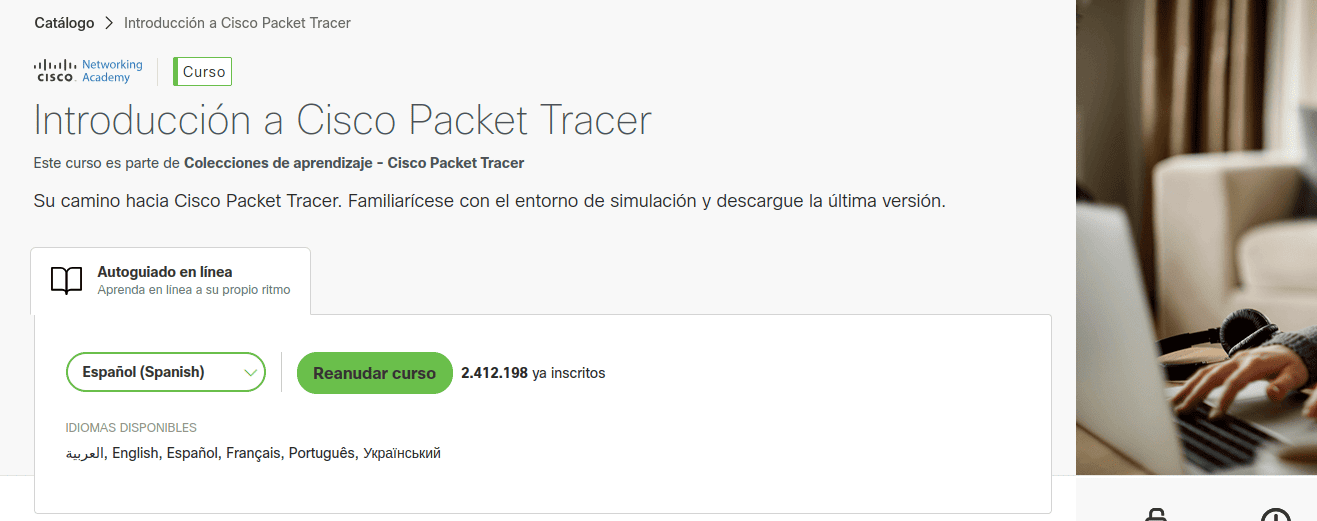 Catálogo > Introducción a Cisco Packet Tracer
CISCO Networking Academy
Curso
Introducción a Cisco Packet Tracer
Este curso es parte de Colecciones de aprendizaje - Cisco Packet Tracer
Su camino hacia Cisco Packet Tracer. Familiarícese con el entorno de simulación y descargue la última versión.
Autoguiado en línea
Aprenda en línea a su propio ritmo
Español (Spanish)
Reanudar curso
2.412.198 ya inscritos
IDIOMAS DISPONIBLES
العربية, English, Español, Français, Português, Український